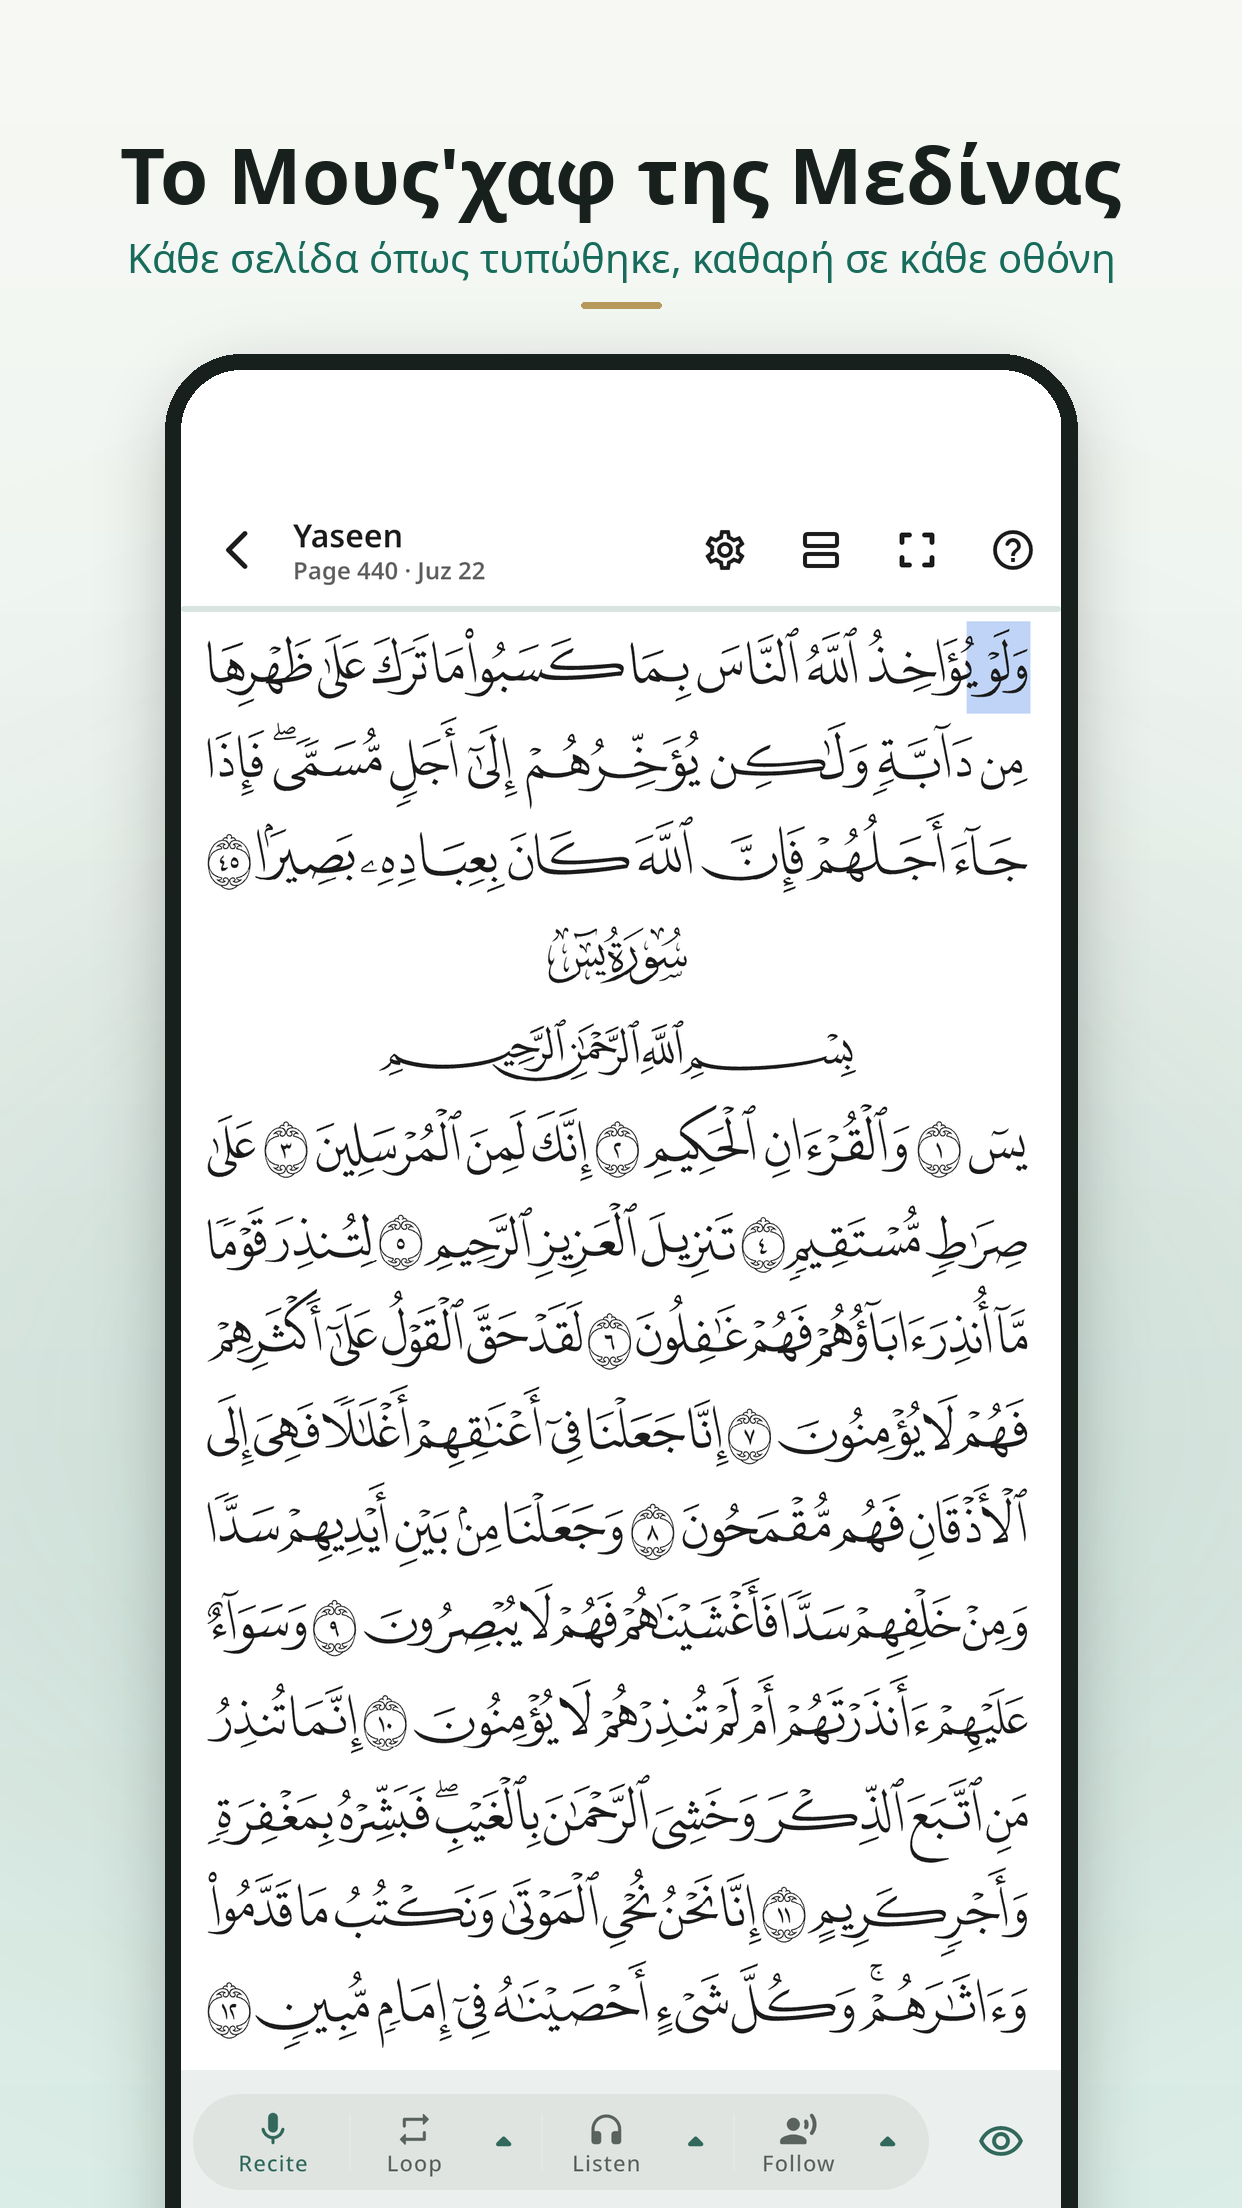 Το Μους'χαφ της Μεδίνας
Κάθε σελίδα όπως τυπώθηκε, καθαρή σε κάθε οθόνη
Yaseen
Page 440 · Juz 22
وَلَوْ يُؤَاخِذُ ٱللَّهُ ٱلنَّاسَ بِمَا كَسَبُوا۟ مَا تَرَكَ عَلَىٰ ظَهْرِهَا
مِن دَآبَّةٍ وَلَٰكِن يُؤَخِّرُهُمْ إِلَىٰٓ أَجَلٍ مُّسَمًّى ۖ فَإِذَا
جَآءَ أَجَلُهُمْ فَإِنَّ ٱللَّهَ كَانَ بِعِبَادِهِۦ بَصِيرًۢا ٤٥
سُورَةُ يسٓ
بِسْمِ ٱللَّهِ ٱلرَّحْمَٰنِ ٱلرَّحِيمِ
يسٓ ١ وَٱلْقُرْءَانِ ٱلْحَكِيمِ ٢ إِنَّكَ لَمِنَ ٱلْمُرْسَلِينَ ٣ عَلَىٰ
صِرَٰطٍ مُّسْتَقِيمٍ ٤ تَنزِيلَ ٱلْعَزِيزِ ٱلرَّحِيمِ ٥ لِتُنذِرَ قَوْمًا
مَّآ أُنذِرَ ءَابَآؤُهُمْ فَهُمْ غَٰفِلُونَ ٦ لَقَدْ حَقَّ ٱلْقَوْلُ عَلَىٰٓ أَكْثَرِهِمْ
فَهُمْ لَا يُؤْمِنُونَ ٧ إِنَّا جَعَلْنَا فِىٓ أَعْنَٰقِهِمْ أَغْلَٰلًا فَهِىَ إِلَى
ٱلْأَذْقَانِ فَهُم مُّقْمَحُونَ ٨ وَجَعَلْنَا مِنۢ بَيْنِ أَيْدِيهِمْ سَدًّا
وَمِنْ خَلْفِهِمْ سَدًّا فَأَغْشَيْنَٰهُمْ فَهُمْ لَا يُبْصِرُونَ ٩ وَسَوَآءٌ
عَلَيْهِمْ ءَأَنذَرْتَهُمْ أَمْ لَمْ تُنذِرْهُمْ لَا يُؤْمِنُونَ ١٠ إِنَّمَا تُنذِرُ
مَنِ ٱتَّبَعَ ٱلذِّكْرَ وَخَشِىَ ٱلرَّحْمَٰنَ بِٱلْغَيْبِ ۖ فَبَشِّرْهُ بِمَغْفِرَةٍ
وَأَجْرٍ كَرِيمٍ ١١ إِنَّا نَحْنُ نُحْىِ ٱلْمَوْتَىٰ وَنَكْتُبُ مَا قَدَّمُوا۟
وَءَاثَٰرَهُمْ ۚ وَكُلَّ شَىْءٍ أَحْصَيْنَٰهُ فِىٓ إِمَامٍ مُّبِينٍ ١٢
Recite
Loop
Listen
Follow